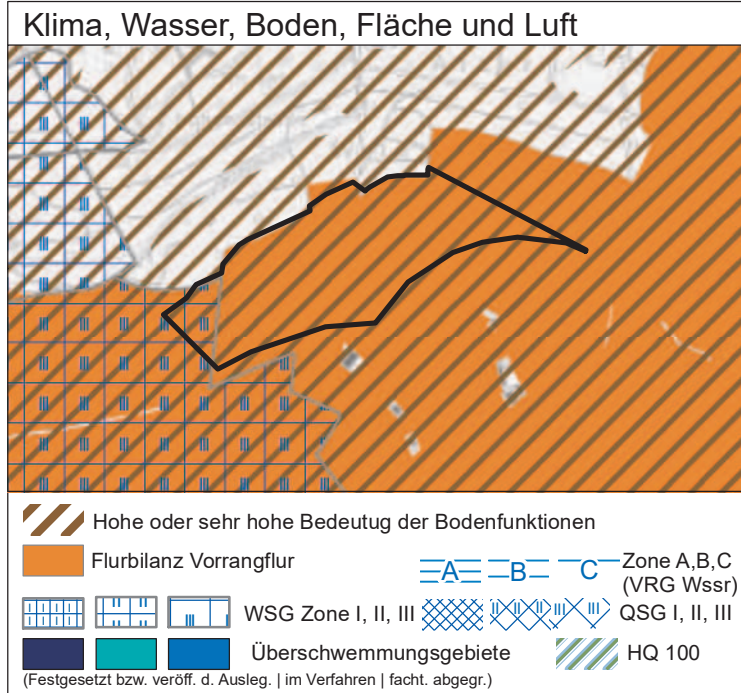 Klima, Wasser, Boden, Fläche und Luft
Hohe oder sehr hohe Bedeutug der Bodenfunktionen
Flurbilanz Vorrangflur
A B C Zone A,B,C
(VRG Wssr)
WSG Zone I, II, III QSG I, II, III
Überschwemmungsgebiete HQ 100
(Festgesetzt bzw. veröff. d. Ausleg. | im Verfahren | facht. abgegr.)